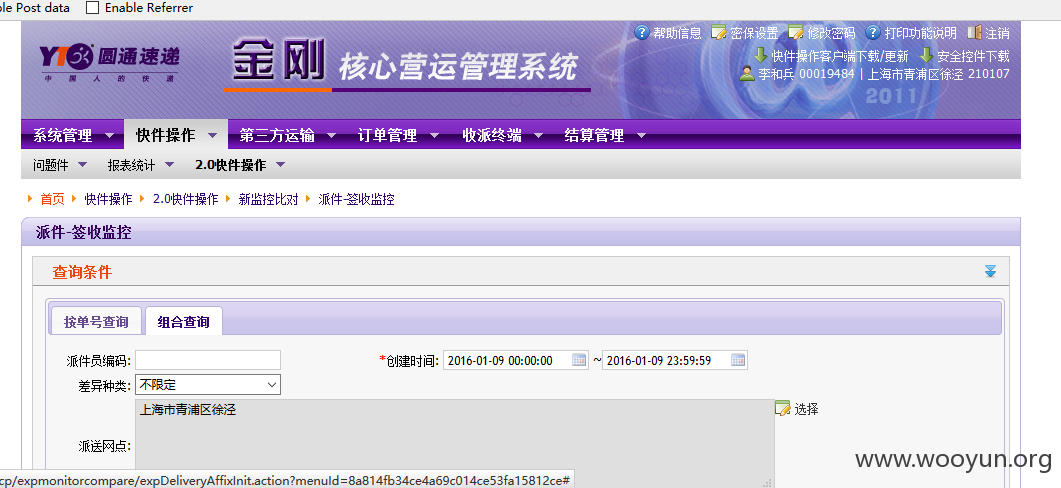 ble Post data Enable Referrer
YTO 圆通速递
中国人的快递
金刚 核心营运管理系统
帮助信息 密保设置 修改密码 打印功能说明 注销
快件操作客户端下载/更新 安全控件下载
李和兵 00019484 | 上海市青浦区徐泾 210107
2011
系统管理 快件操作 第三方运输 订单管理 收派终端 结算管理
问题件 报表统计 2.0快件操作
首页 快件操作 2.0快件操作 新监控比对 派件-签收监控
派件-签收监控
查询条件
按单号查询 组合查询
派件员编码: *创建时间: 2016-01-09 00:00:00 ~ 2016-01-09 23:59:59
差异种类: 不限定
上海市青浦区徐泾 选择
派送网点:
www.wooyun.org
cp/expmonitorcompare/expDeliveryAffixInit.action?menuId=8a814fb34ce4a69c014ce53fa15812ce#